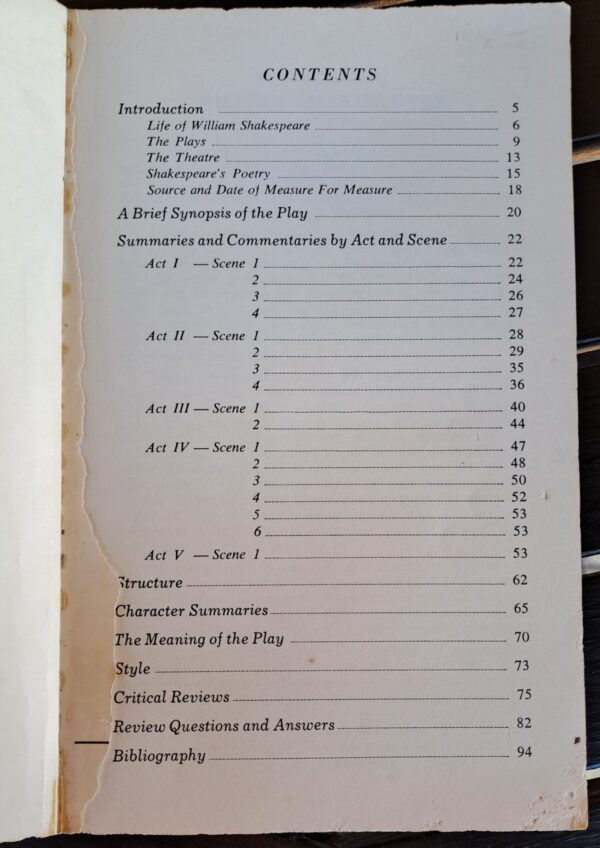 CONTENTS
Introduction 5
Life of William Shakespeare 6
The Plays 9
The Theatre 13
Shakespeare's Poetry 15
Source and Date of Measure For Measure 18
A Brief Synopsis of the Play 20
Summaries and Commentaries by Act and Scene 22
Act I — Scene 1 22
2 24
3 26
4 27
Act II — Scene 1 28
2 29
3 35
4 36
Act III — Scene 1 40
2 44
Act IV — Scene 1 47
2 48
3 50
4 52
5 53
6 53
Act V — Scene 1 53
Structure 62
Character Summaries 65
The Meaning of the Play 70
Style 73
Critical Reviews 75
Review Questions and Answers 82
Bibliography 94